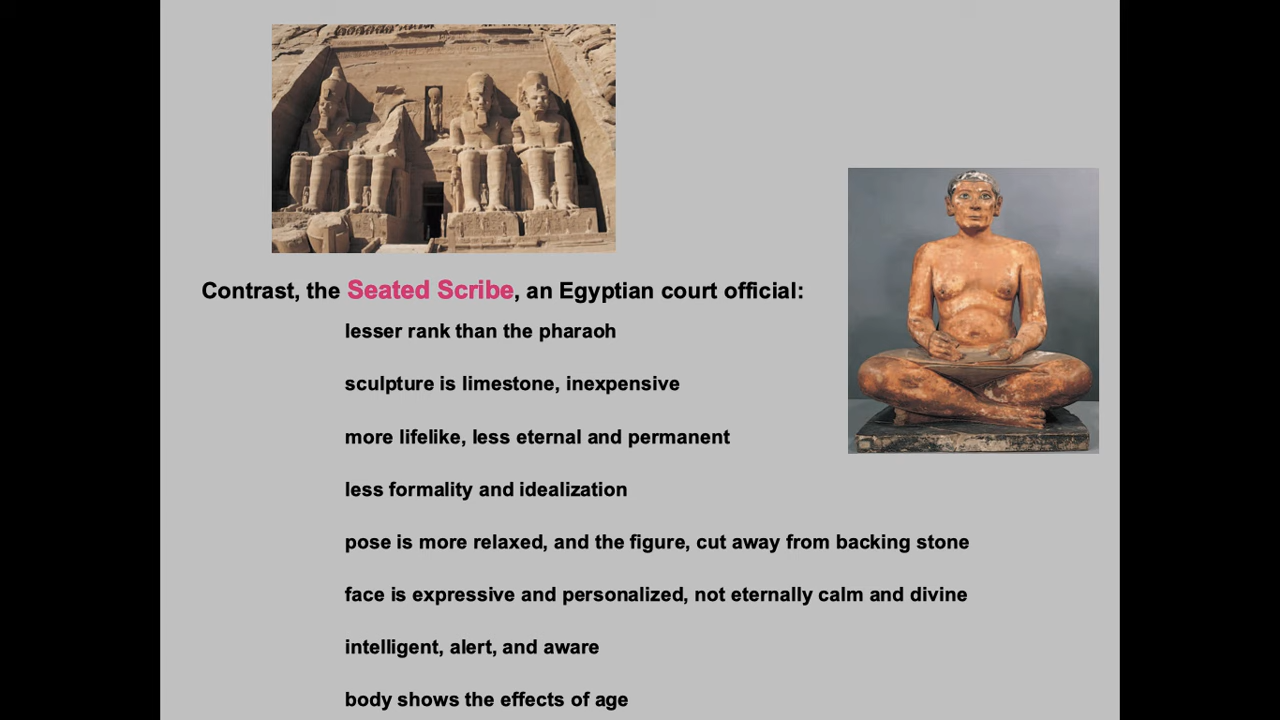 Contrast, the Seated Scribe, an Egyptian court official:
lesser rank than the pharaoh
sculpture is limestone, inexpensive
more lifelike, less eternal and permanent
less formality and idealization
pose is more relaxed, and the figure, cut away from backing stone
face is expressive and personalized, not eternally calm and divine
intelligent, alert, and aware
body shows the effects of age